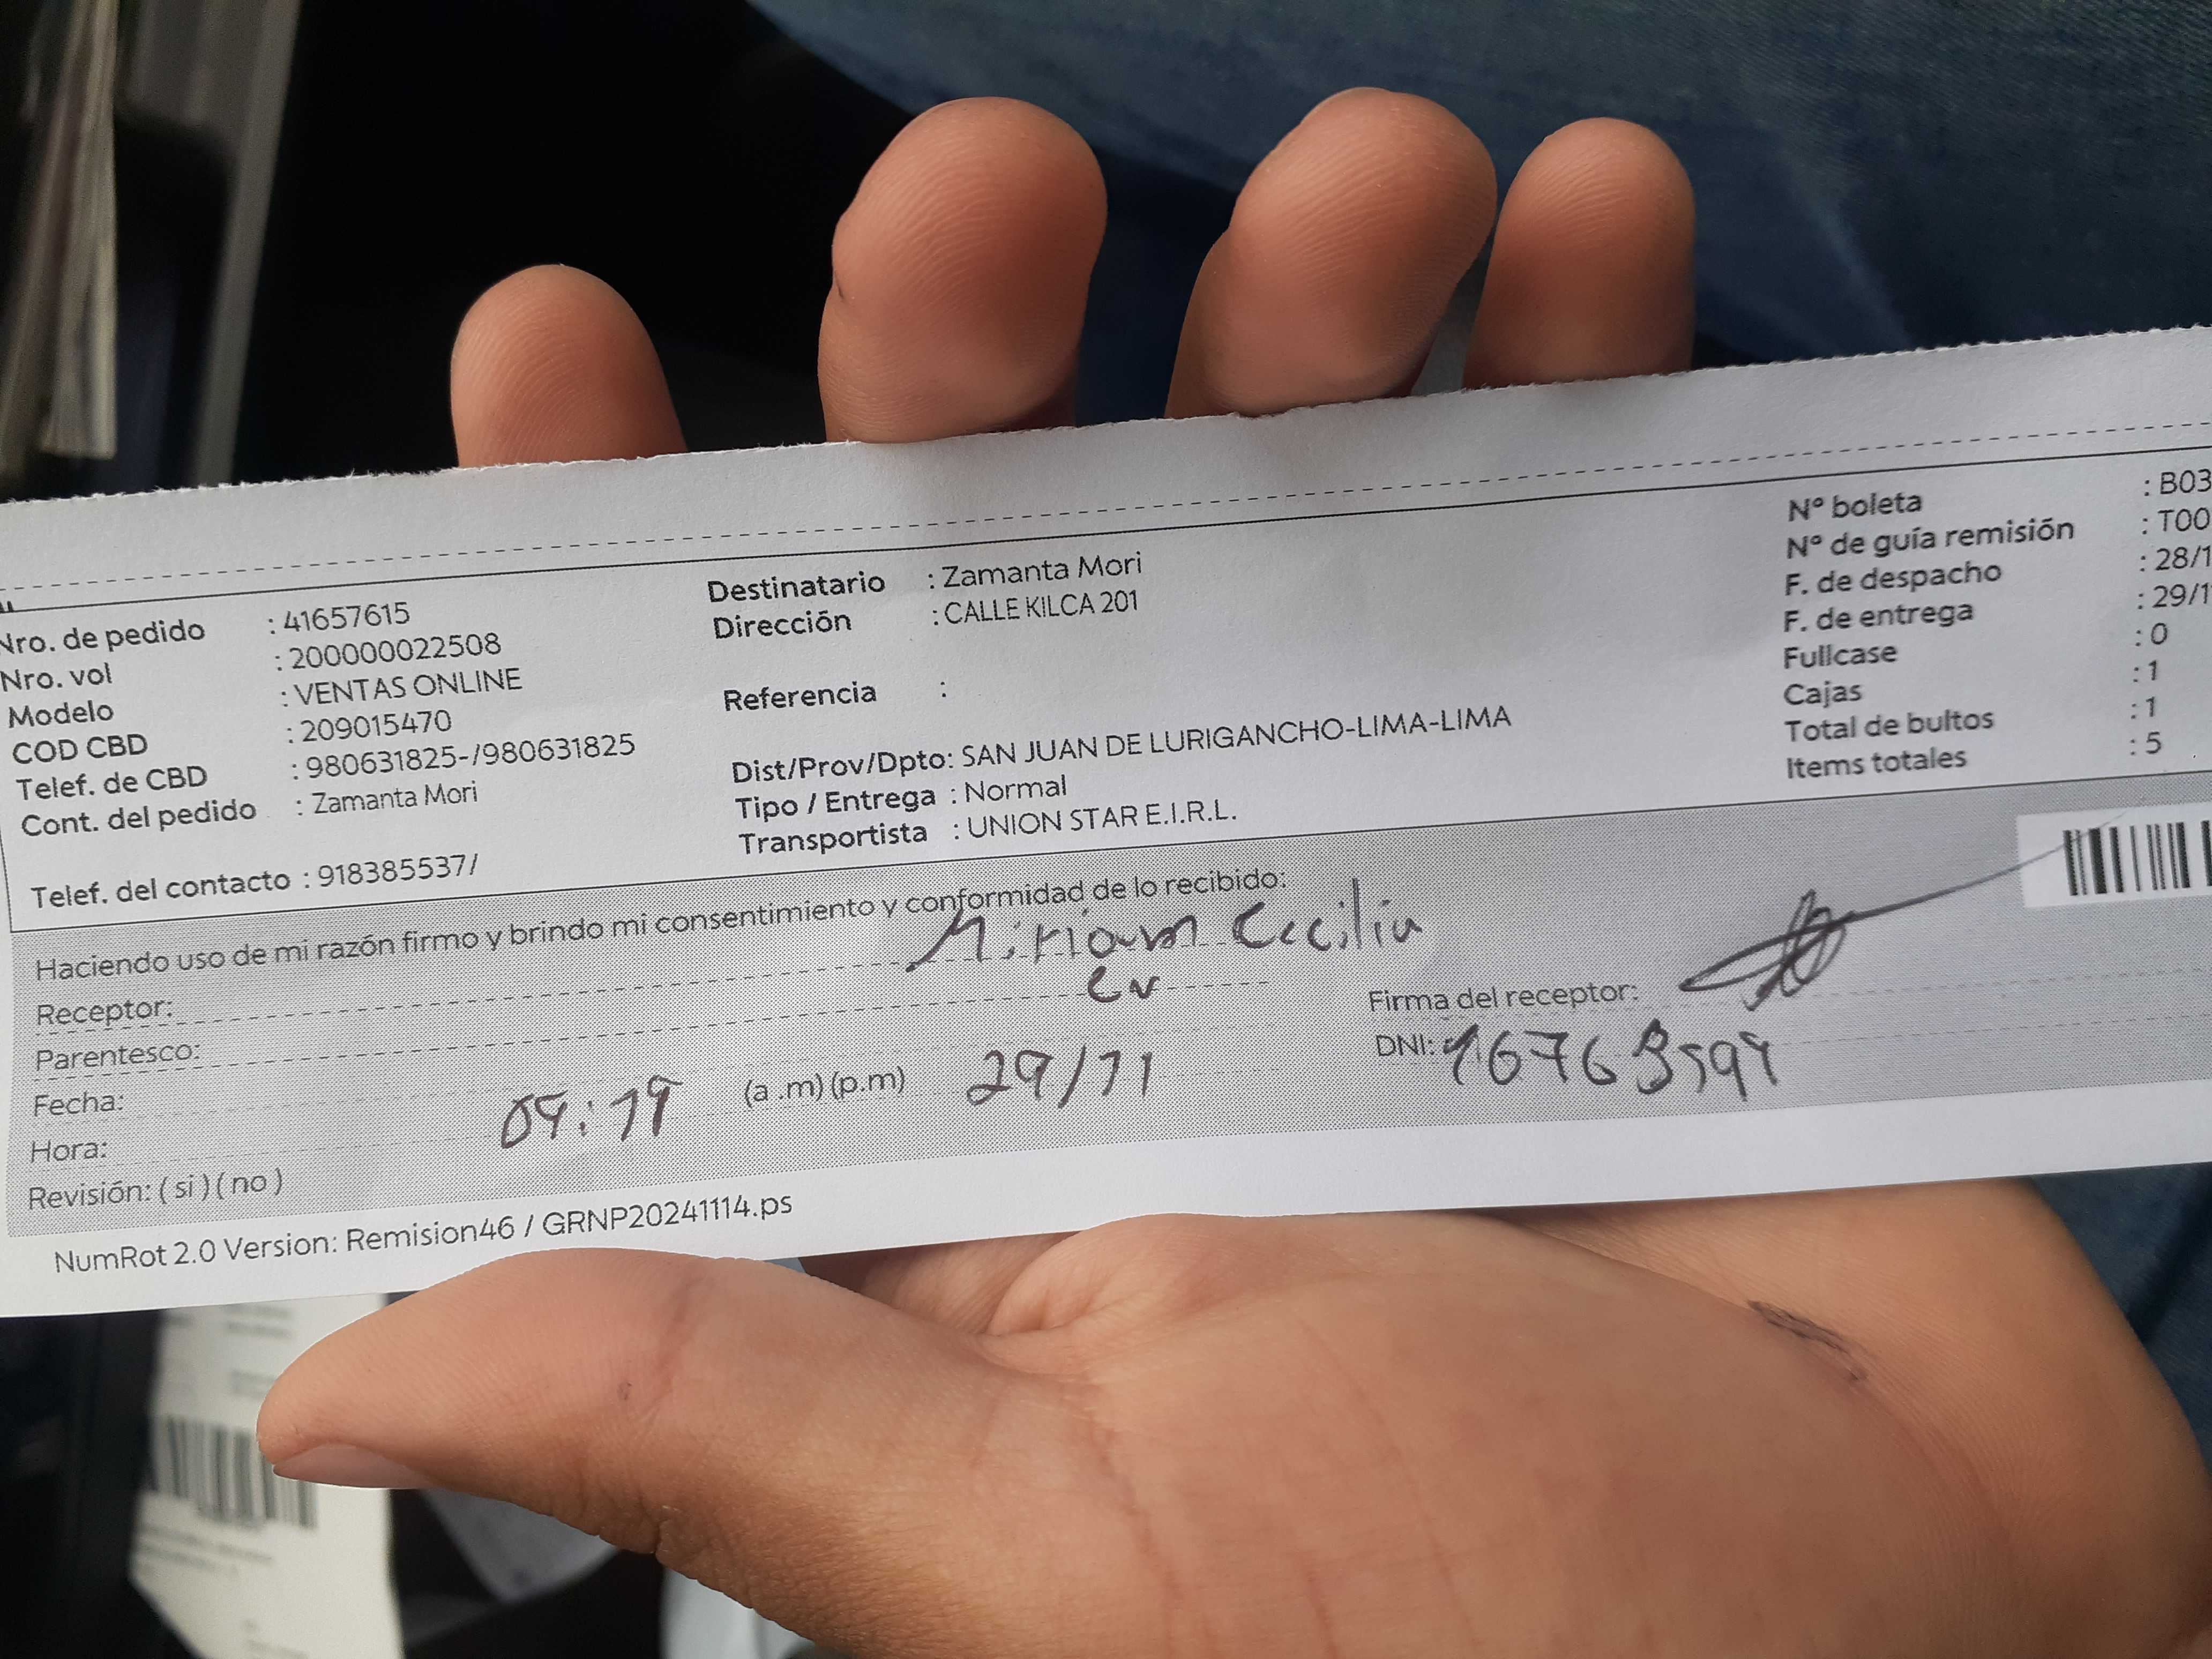 Nro. de pedido : 41657615
Nro. vol : 200000022508
Modelo : VENTAS ONLINE
COD CBD : 209015470
Telef. de CBD : 980631825-/980631825
Cont. del pedido : Zamanta Mori
Telef. del contacto : 918385537/
Destinatario : Zamanta Mori
Dirección : CALLE KILCA 201
Referencia :
Dist/Prov/Dpto: SAN JUAN DE LURIGANCHO-LIMA-LIMA
Tipo / Entrega : Normal
Transportista : UNION STAR E.I.R.L.
N° boleta : B03
N° de guía remisión : T00
F. de despacho : 28/1
F. de entrega : 29/1
Fullcase : 0
Cajas : 1
Total de bultos : 1
Items totales : 5
Haciendo uso de mi razón firmo y brindo mi consentimiento y conformidad de lo recibido:
Receptor: Miriam Cecilia
Parentesco:
Firma del receptor:
Fecha: 29/11
DNI:
Hora: (a .m) (p.m)
Revisión: ( si ) ( no )
NumRot 2.0 Version: Remision46 / GRNP20241114.ps